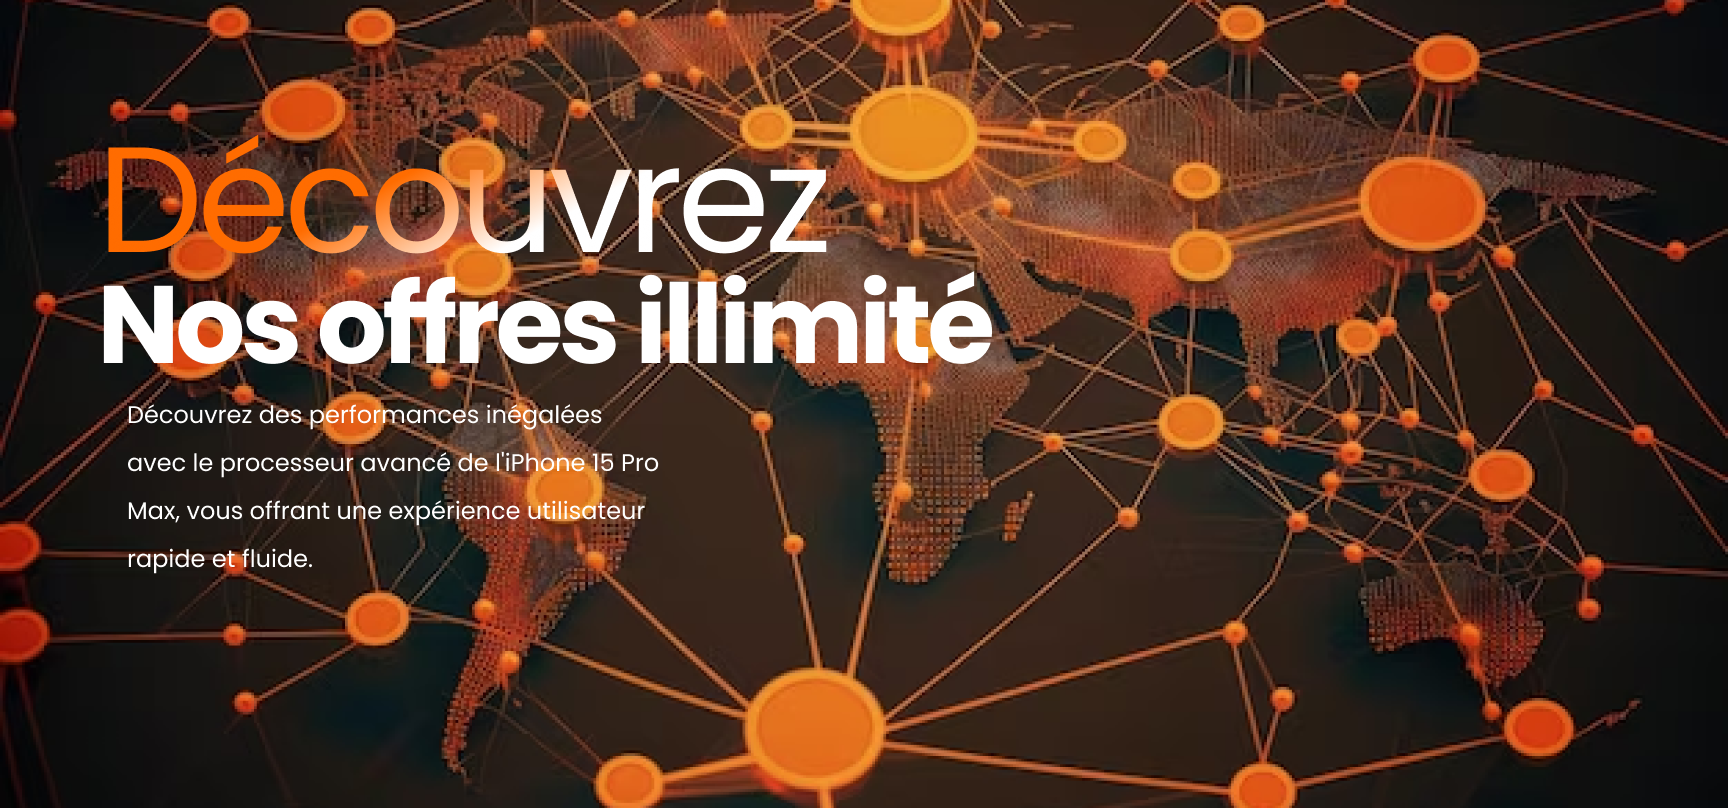 Découvrez
Nos offres illimité
Découvrez des performances inégalées
avec le processeur avancé de l'iPhone 15 Pro
Max, vous offrant une expérience utilisateur
rapide et fluide.